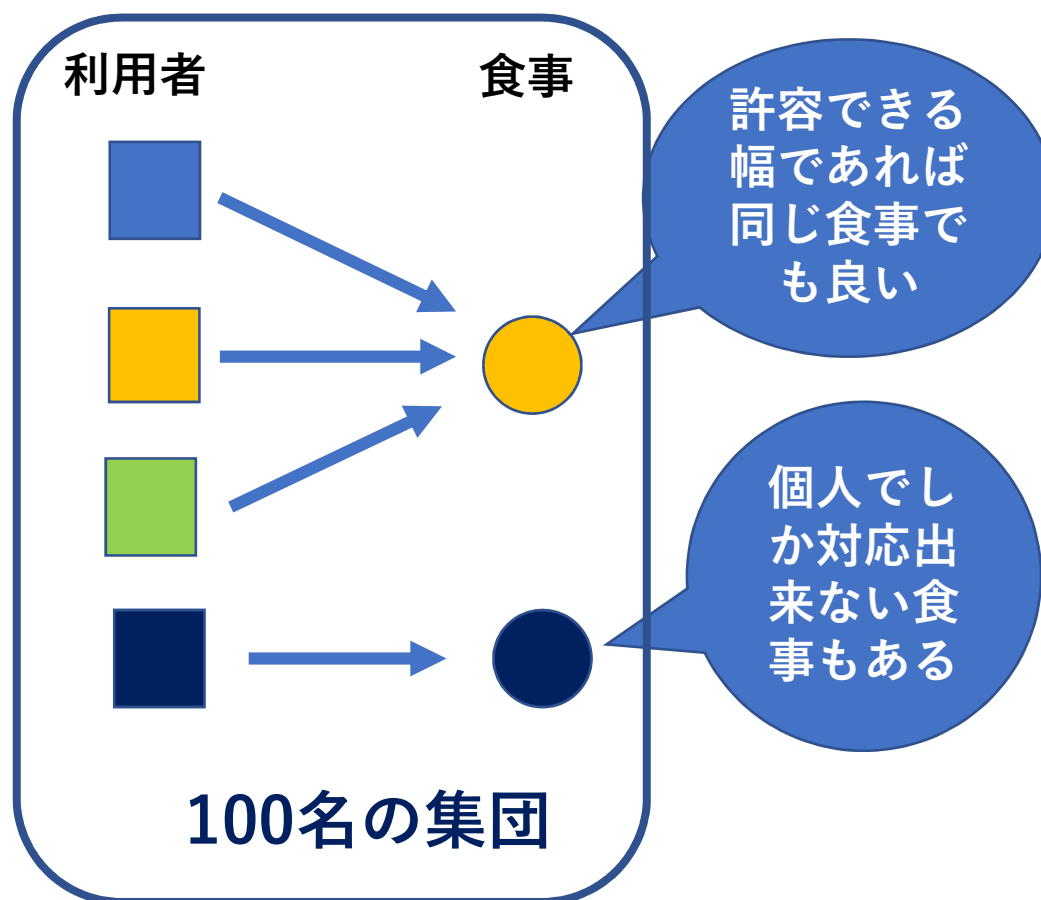 利用者
食事
許容できる
幅であれば
同じ食事で
も良い
個人でし
か対応出
来ない食
事もある
100名の集団